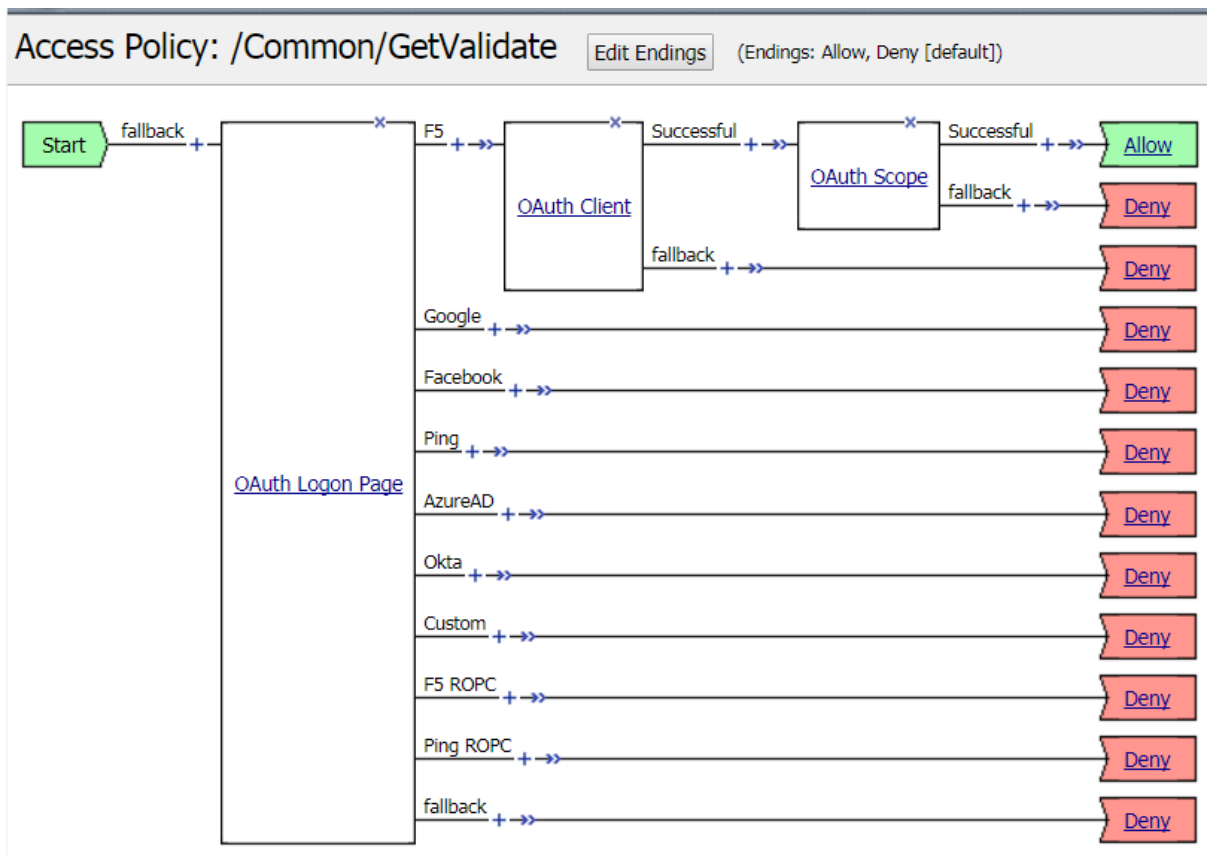 Access Policy: /Common/GetValidate Edit Endings (Endings: Allow, Deny [default])
Start fallback F5 Successful Successful Allow
OAuth Client OAuth Scope fallback Deny
fallback Deny
Google Deny
Facebook Deny
Ping Deny
OAuth Logon Page
AzureAD Deny
Okta Deny
Custom Deny
F5 ROPC Deny
Ping ROPC Deny
fallback Deny